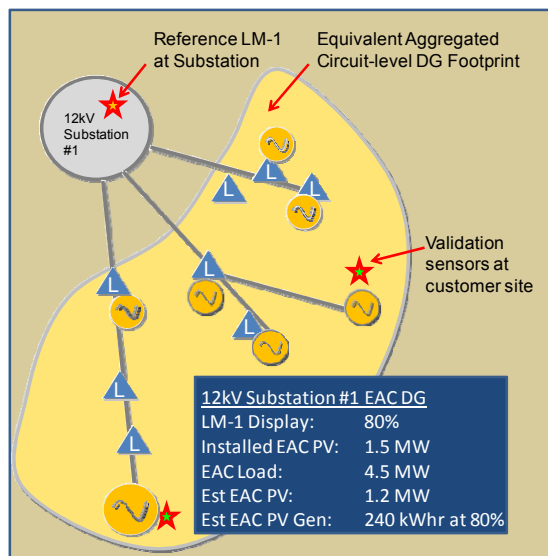 Reference LM-1
at Substation
Equivalent Aggregated
Circuit-level DG Footprint
12kV
Substation
#1
L
L
L
L
L
Validation
sensors at
customer site
L
L
L
12kV Substation #1 EAC DG
LM-1 Display: 80%
Installed EAC PV: 1.5 MW
EAC Load: 4.5 MW
Est EAC PV: 1.2 MW
Est EAC PV Gen: 240 kWhr at 80%